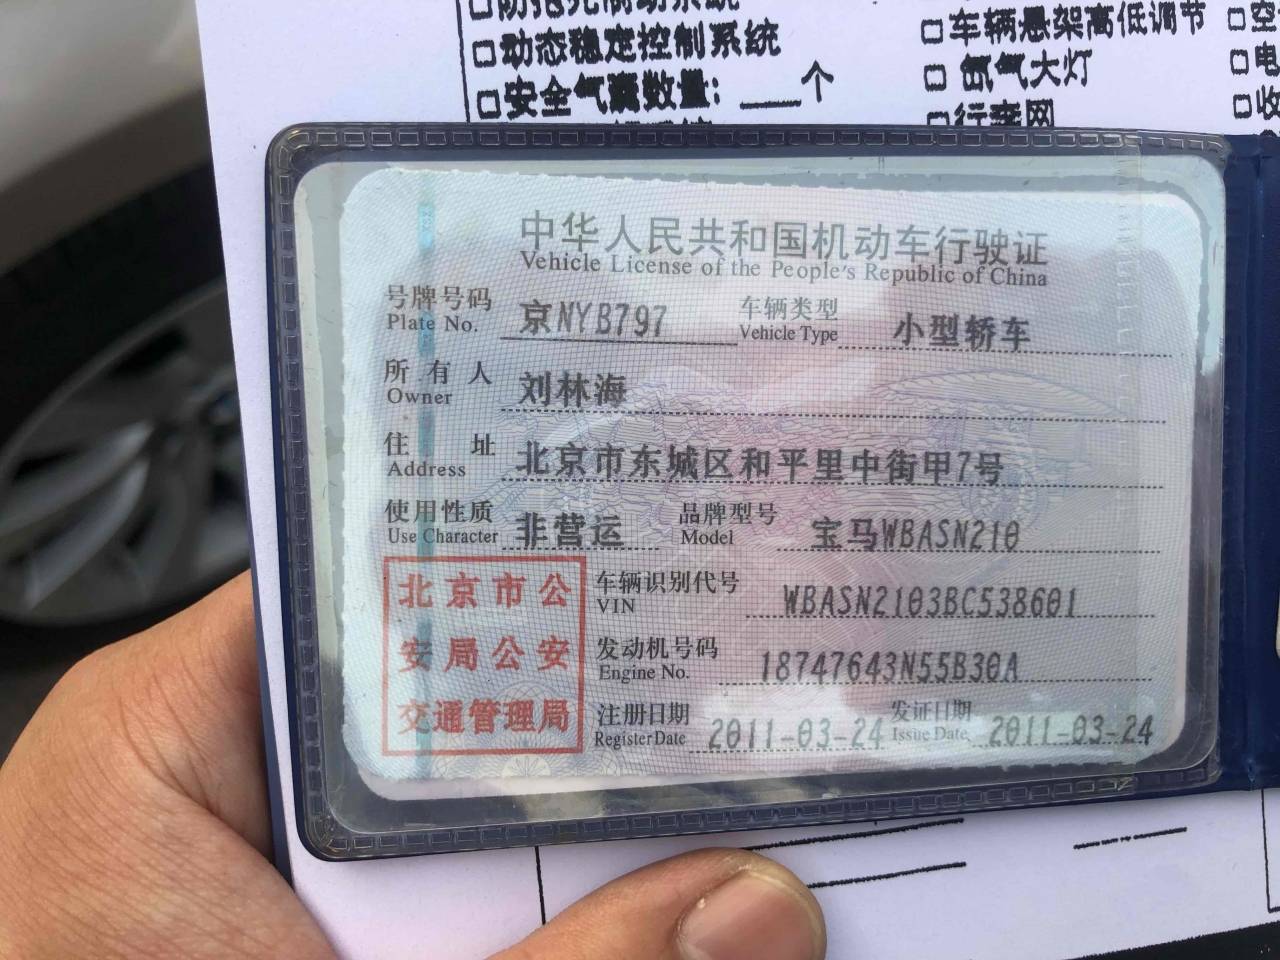 □动态稳定控制系统
□安全气囊数量: ___个
□车辆悬架高低调节
□ 氙气大灯
□行李网
□空
□电
□收
中华人民共和国机动车行驶证
Vehicle License of the People's Republic of China
号牌号码 京NYB797 车辆类型 小型轿车
Plate No. Vehicle Type
所有人 刘林海
Owner
住址 北京市东城区和平里中街甲7号
Address
使用性质 非营运 品牌型号 宝马WBASN210
Use Character Model
北京市公
安局公安
交通管理局
车辆识别代号 WBASN2103BC538601
VIN
发动机号码 18747643N55B30A
Engine No.
注册日期 2011-03-24 发证日期 2011-03-24
Register Date Issue Date